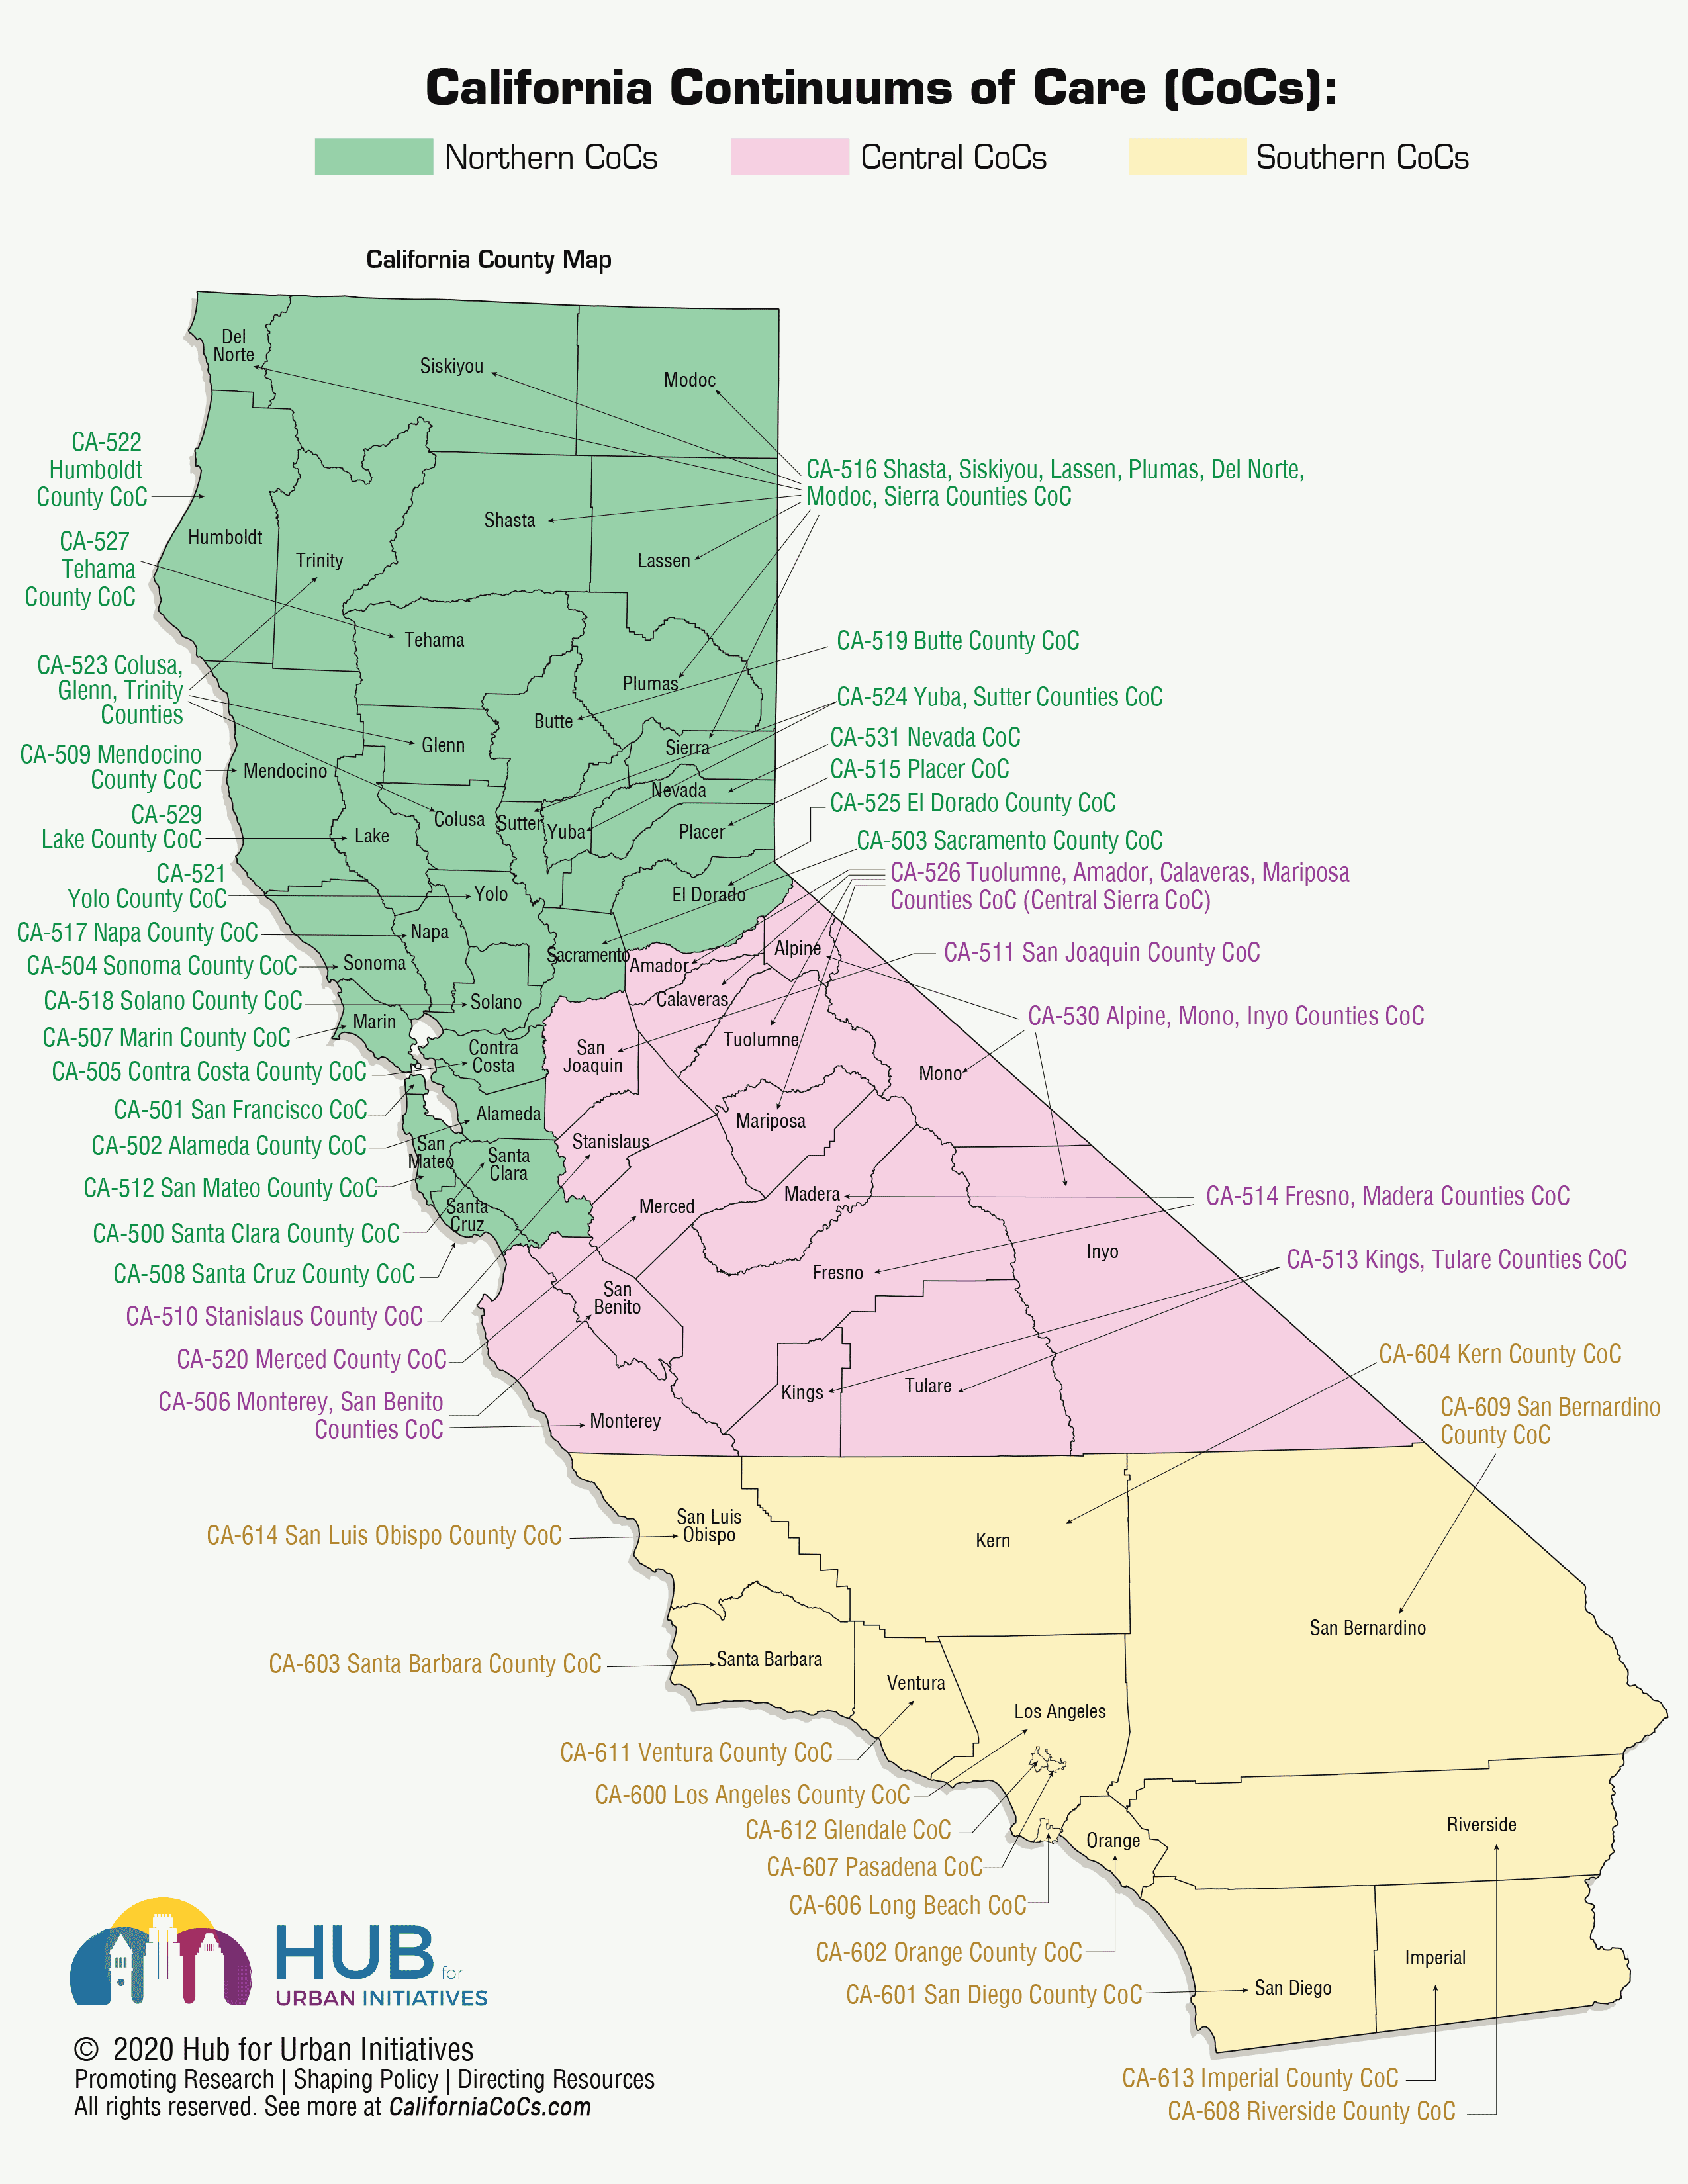 California Continuums of Care (CoCs):
Northern CoCs
Central CoCs
Southern CoCs
California County Map
Del
Norte
Siskiyou
Modoc
CA-522
Humboldt
County CoC
CA-516 Shasta, Siskiyou, Lassen, Plumas, Del Norte,
Modoc, Sierra Counties CoC
Humboldt
Trinity
Shasta
Lassen
CA-527
Tehama
County CoC
Tehama
CA-519 Butte County CoC
CA-523 Colusa,
Glenn, Trinity
Counties
Plumas
CA-524 Yuba, Sutter Counties CoC
Butte
Glenn
Sierra
CA-531 Nevada CoC
CA-509 Mendocino
County CoC
Mendocino
CA-515 Placer CoC
Nevada
CA-525 El Dorado County CoC
CA-529
Lake County CoC
Lake
Colusa
Sutter
Yuba
Placer
CA-503 Sacramento County CoC
CA-521
Yolo County CoC
Yolo
El Dorado
CA-526 Tuolumne, Amador, Calaveras, Mariposa
Counties CoC (Central Sierra CoC)
CA-517 Napa County CoC
Napa
CA-504 Sonoma County CoC
Sonoma
Sacramento
Amador
Alpine
CA-511 San Joaquin County CoC
CA-518 Solano County CoC
Solano
Calaveras
CA-507 Marin County CoC
Marin
CA-530 Alpine, Mono, Inyo Counties CoC
Contra
Costa
San
Joaquin
Tuolumne
CA-505 Contra Costa County CoC
Mono
CA-501 San Francisco CoC
Alameda
Mariposa
CA-502 Alameda County CoC
San
Mateo
Santa
Clara
Stanislaus
CA-512 San Mateo County CoC
Santa
Cruz
Merced
Madera
CA-514 Fresno, Madera Counties CoC
CA-500 Santa Clara County CoC
Inyo
CA-513 Kings, Tulare Counties CoC
CA-508 Santa Cruz County CoC
Fresno
San
Benito
CA-510 Stanislaus County CoC
CA-520 Merced County CoC
CA-604 Kern County CoC
CA-506 Monterey, San Benito
Counties CoC
Kings
Tulare
Monterey
CA-609 San Bernardino
County CoC
San Luis
Obispo
CA-614 San Luis Obispo County CoC
Kern
San Bernardino
CA-603 Santa Barbara County CoC
Santa Barbara
Ventura
Los Angeles
CA-611 Ventura County CoC
CA-600 Los Angeles County CoC
CA-612 Glendale CoC
Orange
Riverside
CA-607 Pasadena CoC
CA-606 Long Beach CoC
CA-602 Orange County CoC
Imperial
San Diego
CA-601 San Diego County CoC
CA-613 Imperial County CoC
CA-608 Riverside County CoC
HUB for
URBAN INITIATIVES
© 2020 Hub for Urban Initiatives
Promoting Research | Shaping Policy | Directing Resources
All rights reserved. See more at CaliforniaCoCs.com